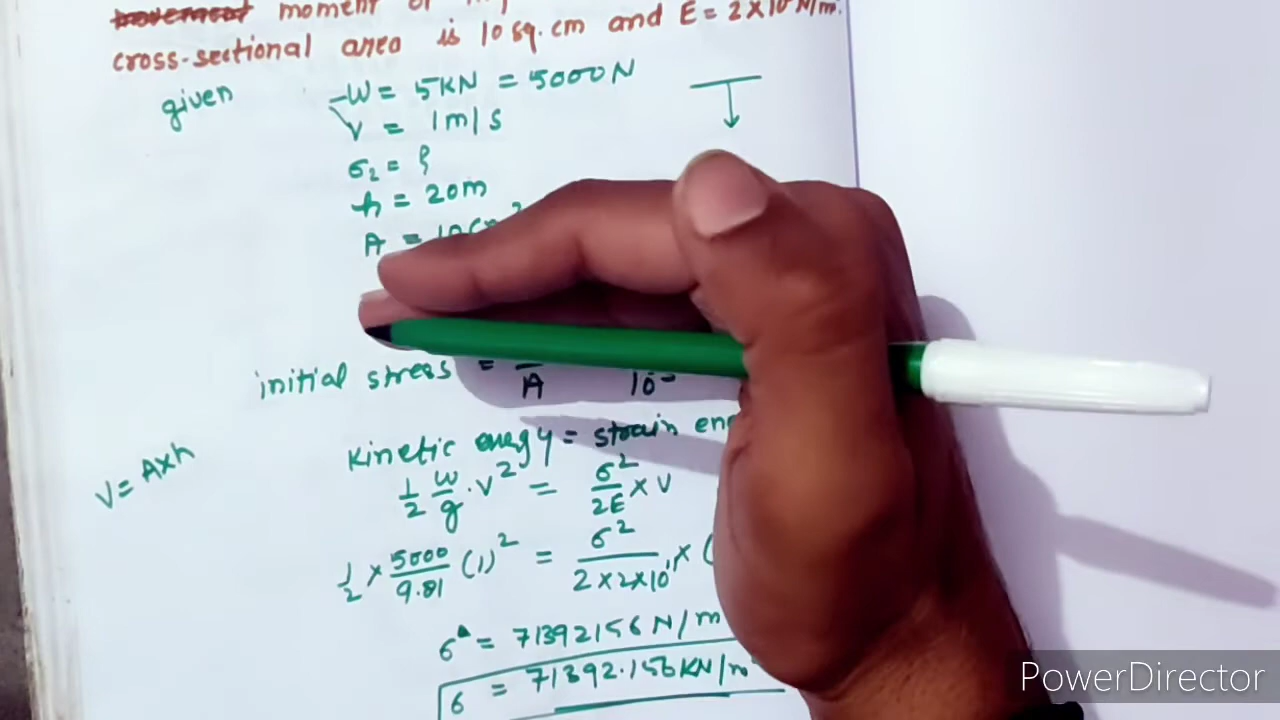 moment of
cross-sectional area is 10 sq. cm and E = 2×10 N/m.
given W = 5KN = 5000N
V = 1m/s
σ₂ = ?
h = 20m
A = 10cm²
initial stress = A 10⁻
V = A×h
Kinetic energy = strain
1/2 W/g . V² = σ²/2E × V
1/2 × 5000/9.81 (1)² = σ²/2×2×10¹¹ × (
σ = 71392156 N/m
σ = 71392.156 KN/m
PowerDirector